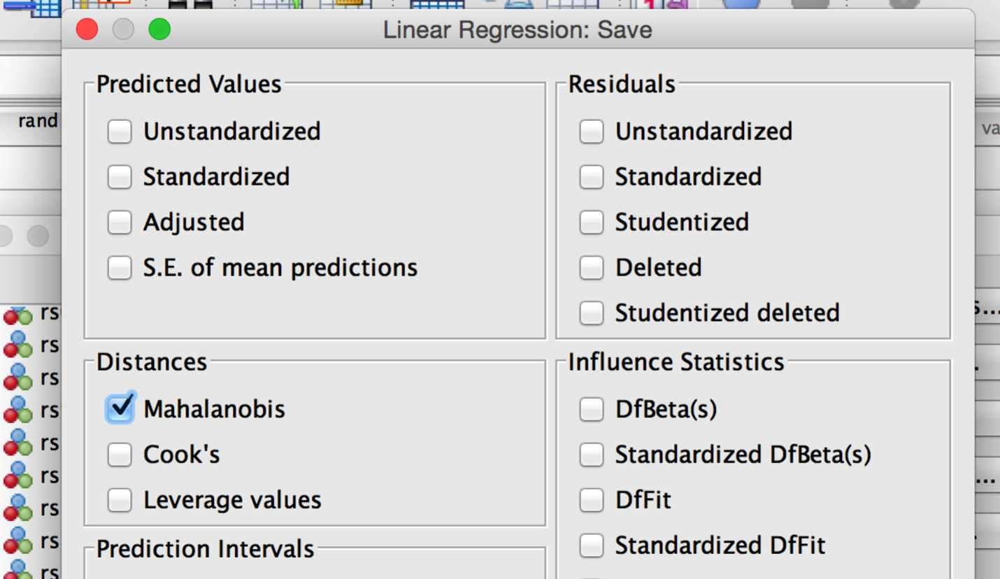 Linear Regression: Save
rand
Predicted Values
Unstandardized
Standardized
Adjusted
S.E. of mean predictions
Residuals
Unstandardized
Standardized
Studentized
Deleted
Studentized deleted
Distances
Mahalanobis
Cook's
Leverage values
Influence Statistics
DfBeta(s)
Standardized DfBeta(s)
DfFit
Standardized DfFit
Prediction Intervals
rs
rs
rs
rs
rs
rs
rs
rs
rs
va